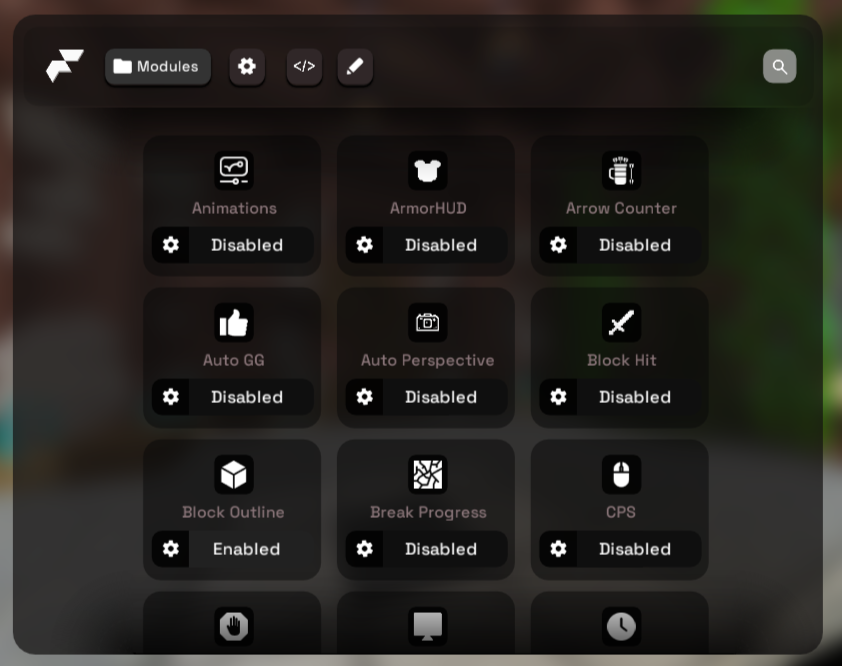 Modules
</>
Animations
ArmorHUD
Arrow Counter
Disabled
Disabled
Disabled
Auto GG
Auto Perspective
Block Hit
Disabled
Disabled
Disabled
Block Outline
Break Progress
CPS
Enabled
Disabled
Disabled